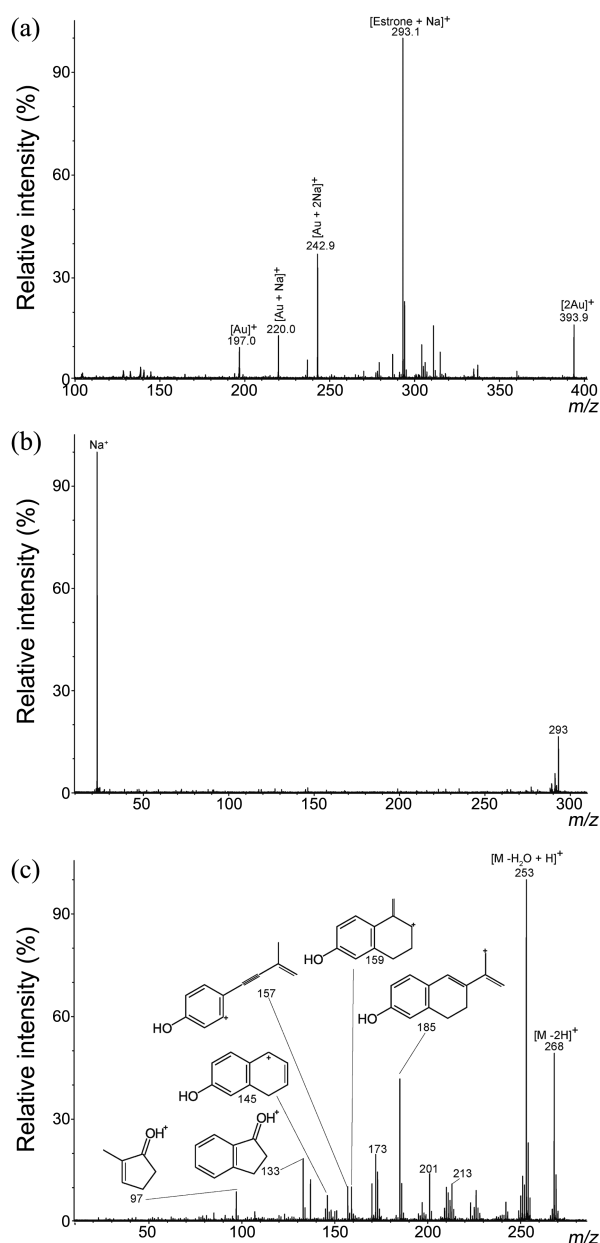 (a)
Relative intensity (%)
90
60
30
0
[Au]+
197.0
[Au + Na]+
220.0
[Au + 2Na]+
242.9
[Estrone + Na]+
293.1
[2Au]+
393.9
100 150 200 250 300 350 400
m/z
(b)
Relative intensity (%)
90
60
30
0
Na+
293
50 100 150 200 250 300
m/z
(c)
Relative intensity (%)
90
60
30
0
[M -H2O + H]+
253
[M -2H]+
268
HO
+
159
HO
+
157
HO
+
185
HO
+
145
OH+
133
OH+
97
173
201
213
50 100 150 200 250
m/z